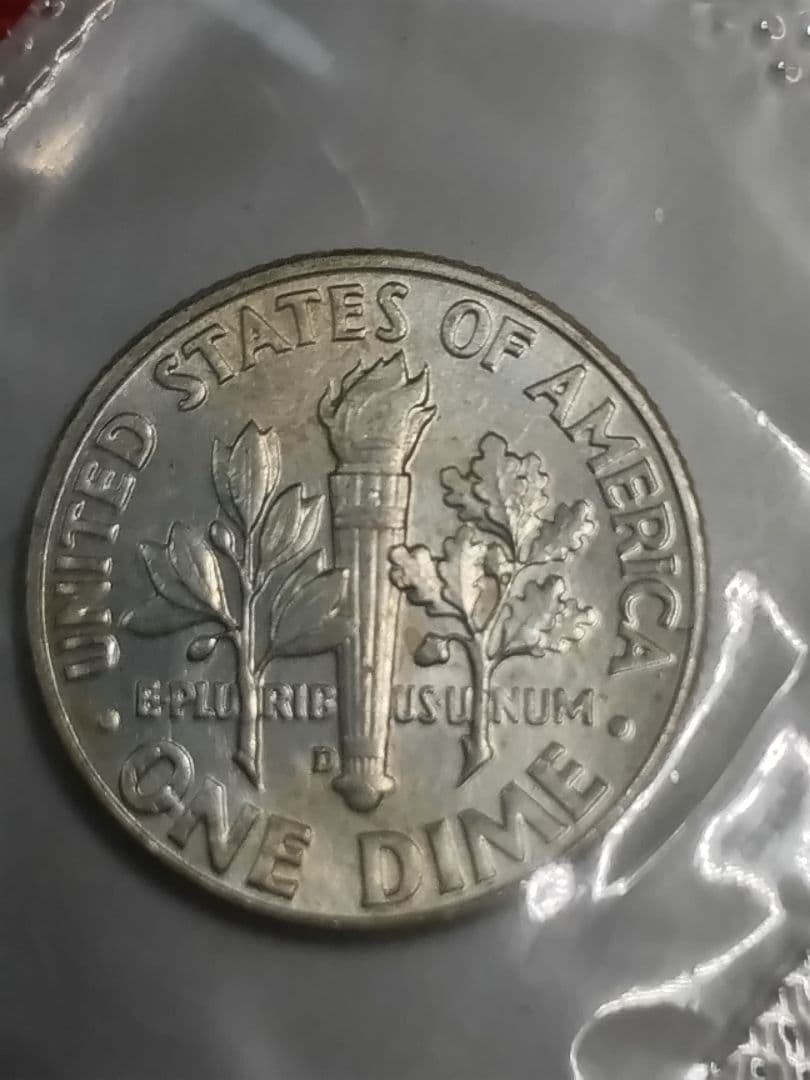 UNITED STATES OF AMERICA
E PLURIBUS UNUM
D
ONE DIME